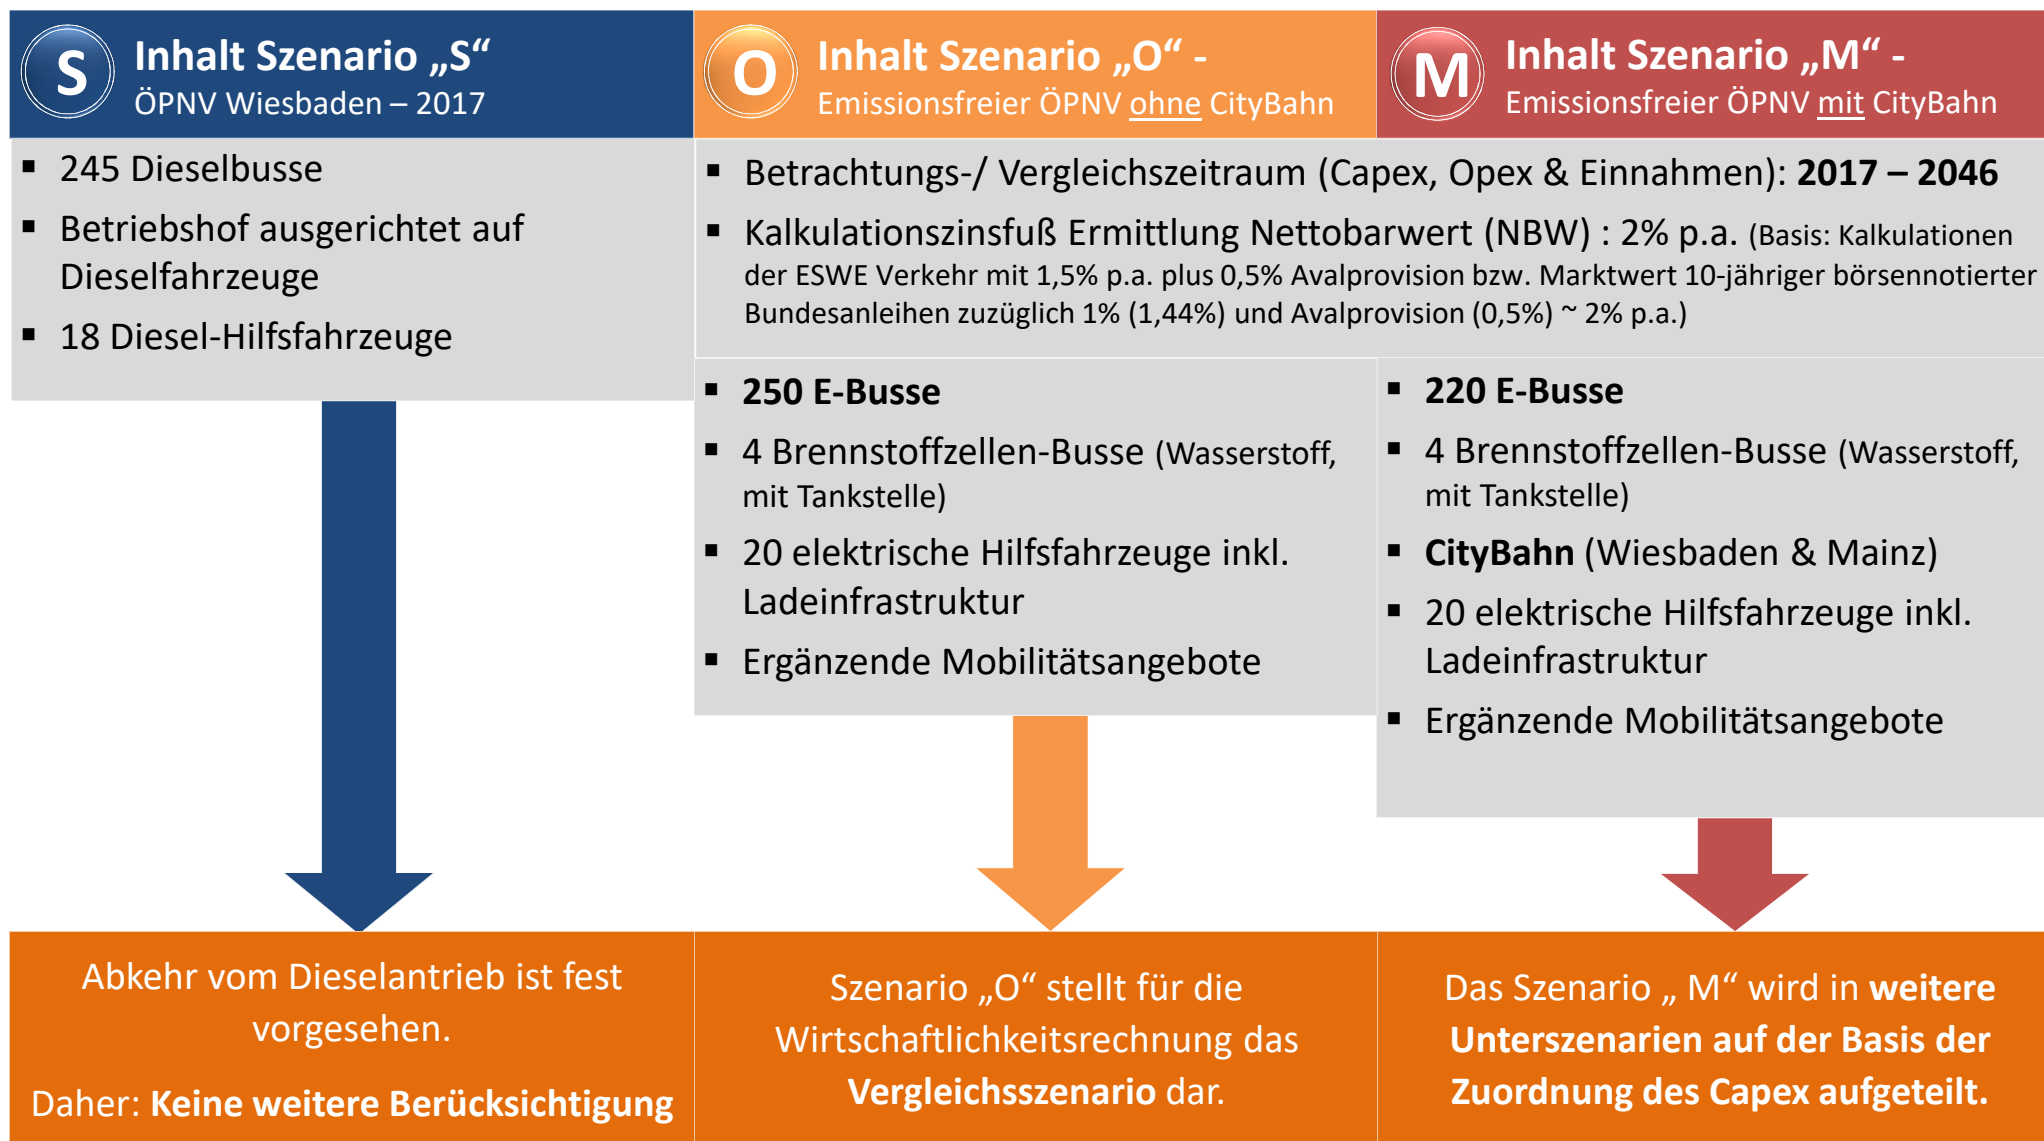 S
Inhalt Szenario „S“
ÖPNV Wiesbaden – 2017
▪ 245 Dieselbusse
▪ Betriebshof ausgerichtet auf
Dieselfahrzeuge
▪ 18 Diesel-Hilfsfahrzeuge
O
Inhalt Szenario „O“ -
Emissionsfreier ÖPNV ohne CityBahn
M
Inhalt Szenario „M“ -
Emissionsfreier ÖPNV mit CityBahn
▪ Betrachtungs-/ Vergleichszeitraum (Capex, Opex & Einnahmen): 2017 – 2046
▪ Kalkulationszinsfuß Ermittlung Nettobarwert (NBW) : 2% p.a. (Basis: Kalkulationen
der ESWE Verkehr mit 1,5% p.a. plus 0,5% Avalprovision bzw. Marktwert 10-jähriger börsennotierter
Bundesanleihen zuzüglich 1% (1,44%) und Avalprovision (0,5%) ~ 2% p.a.)
▪ 250 E-Busse
▪ 4 Brennstoffzellen-Busse (Wasserstoff,
mit Tankstelle)
▪ 20 elektrische Hilfsfahrzeuge inkl.
Ladeinfrastruktur
▪ Ergänzende Mobilitätsangebote
▪ 220 E-Busse
▪ 4 Brennstoffzellen-Busse (Wasserstoff,
mit Tankstelle)
▪ CityBahn (Wiesbaden & Mainz)
▪ 20 elektrische Hilfsfahrzeuge inkl.
Ladeinfrastruktur
▪ Ergänzende Mobilitätsangebote
Abkehr vom Dieselantrieb ist fest
vorgesehen.
Daher: Keine weitere Berücksichtigung
Szenario „O“ stellt für die
Wirtschaftlichkeitsrechnung das
Vergleichsszenario dar.
Das Szenario „ M“ wird in weitere
Unterszenarien auf der Basis der
Zuordnung des Capex aufgeteilt.